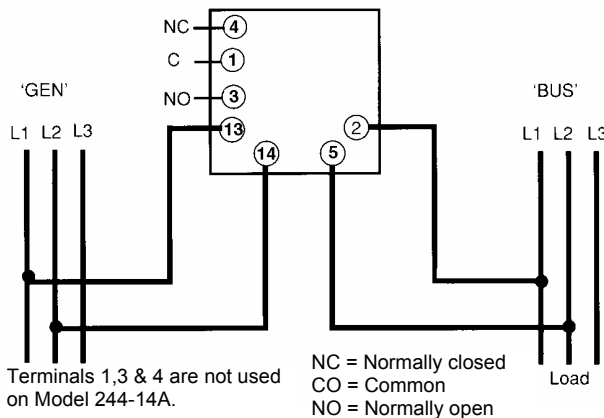 NC 4
C 1
'GEN' 'BUS'
NO 3
L1 L2 L3 13 2 L1 L2 L3
14 5
Terminals 1,3 & 4 are not used
on Model 244-14A.
NC = Normally closed
CO = Common
NO = Normally open
Load